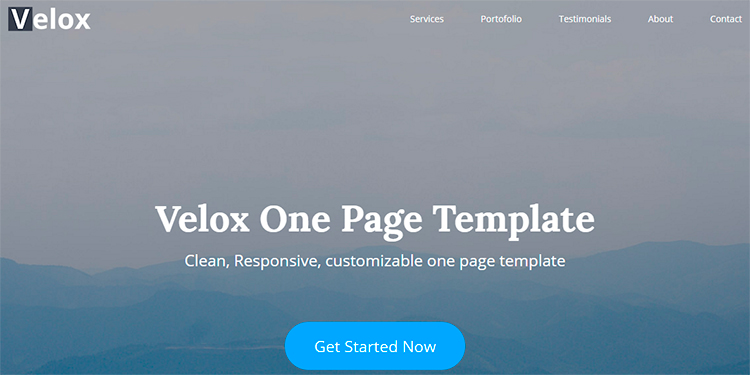 Velox
Services Portofolio Testimonials About Contact
Velox One Page Template
Clean, Responsive, customizable one page template
Get Started Now